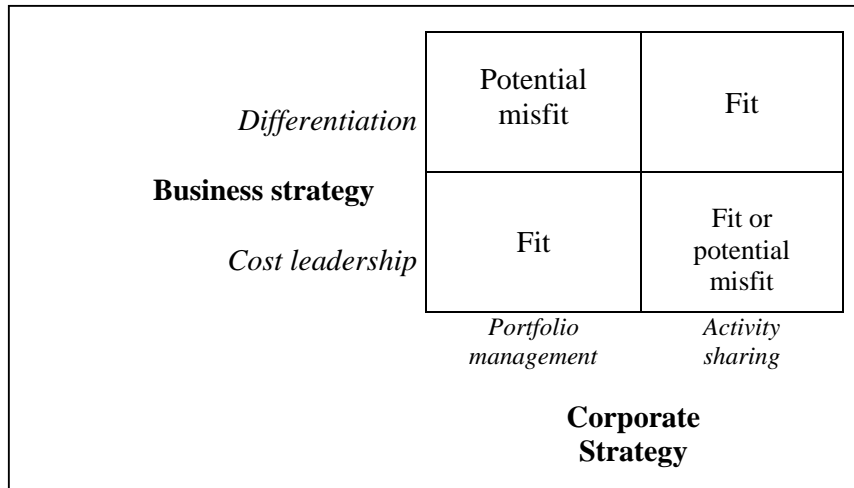 Potential
misfit
Fit
Differentiation
Business strategy
Fit
Fit or
potential
misfit
Cost leadership
Portfolio
management
Activity
sharing
Corporate
Strategy